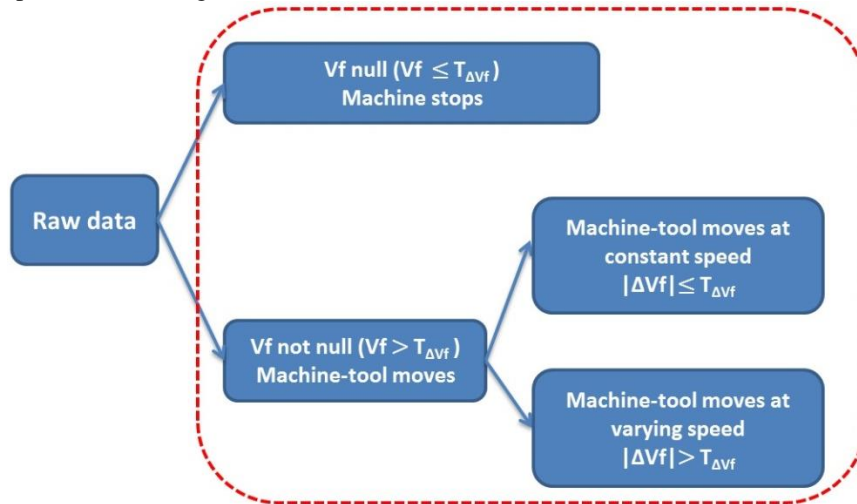 Vf null (Vf ≤ TΔVf)
Machine stops
Raw data
Machine-tool moves at
constant speed
|ΔVf| ≤ TΔVf
Vf not null (Vf > TΔVf)
Machine-tool moves
Machine-tool moves at
varying speed
|ΔVf| > TΔVf